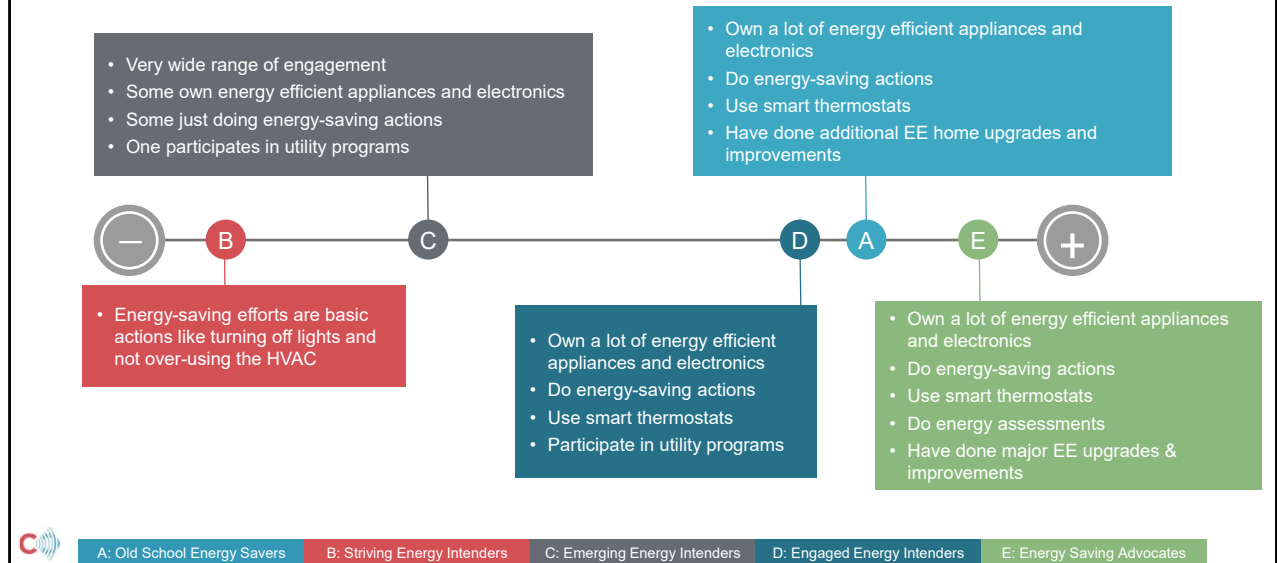 • Very wide range of engagement
• Some own energy efficient appliances and electronics
• Some just doing energy-saving actions
• One participates in utility programs
• Own a lot of energy efficient appliances and
electronics
• Do energy-saving actions
• Use smart thermostats
• Have done additional EE home upgrades and
improvements
−
B
C
D
A
E
+
• Energy-saving efforts are basic
actions like turning off lights and
not over-using the HVAC
• Own a lot of energy efficient
appliances and electronics
• Do energy-saving actions
• Use smart thermostats
• Participate in utility programs
• Own a lot of energy efficient appliances
and electronics
• Do energy-saving actions
• Use smart thermostats
• Do energy assessments
• Have done major EE upgrades &
improvements
C
A: Old School Energy Savers
B: Striving Energy Intenders
C: Emerging Energy Intenders
D: Engaged Energy Intenders
E: Energy Saving Advocates